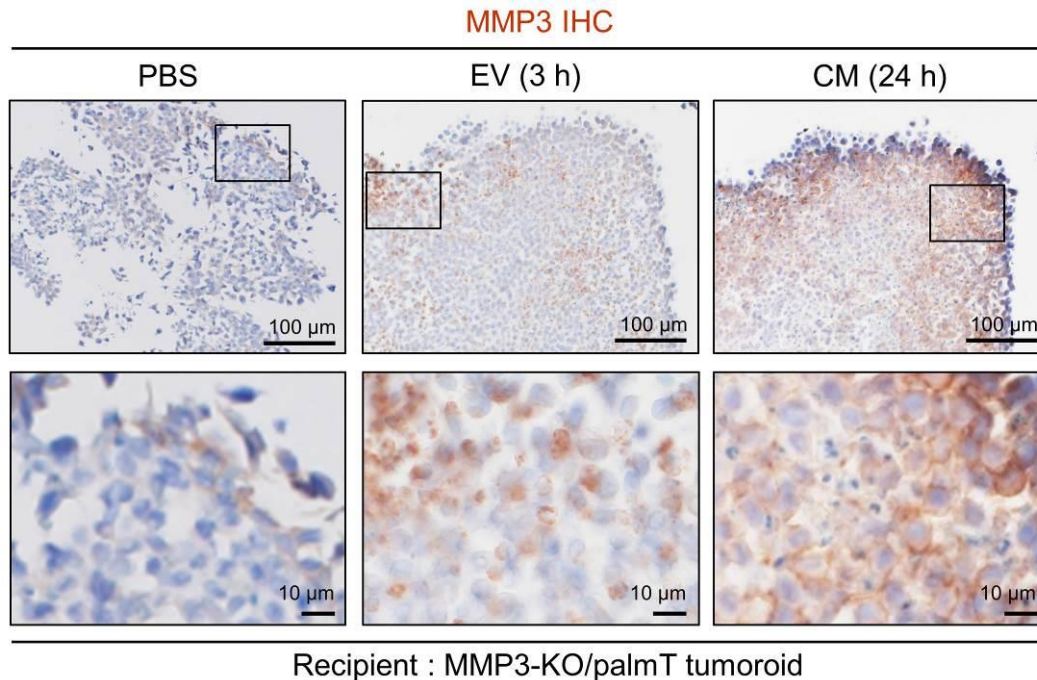 MMP3 IHC
PBS EV (3 h) CM (24 h)
100 µm 100 µm 100 µm
10 µm 10 µm 10 µm
Recipient : MMP3-KO/palmT tumoroid